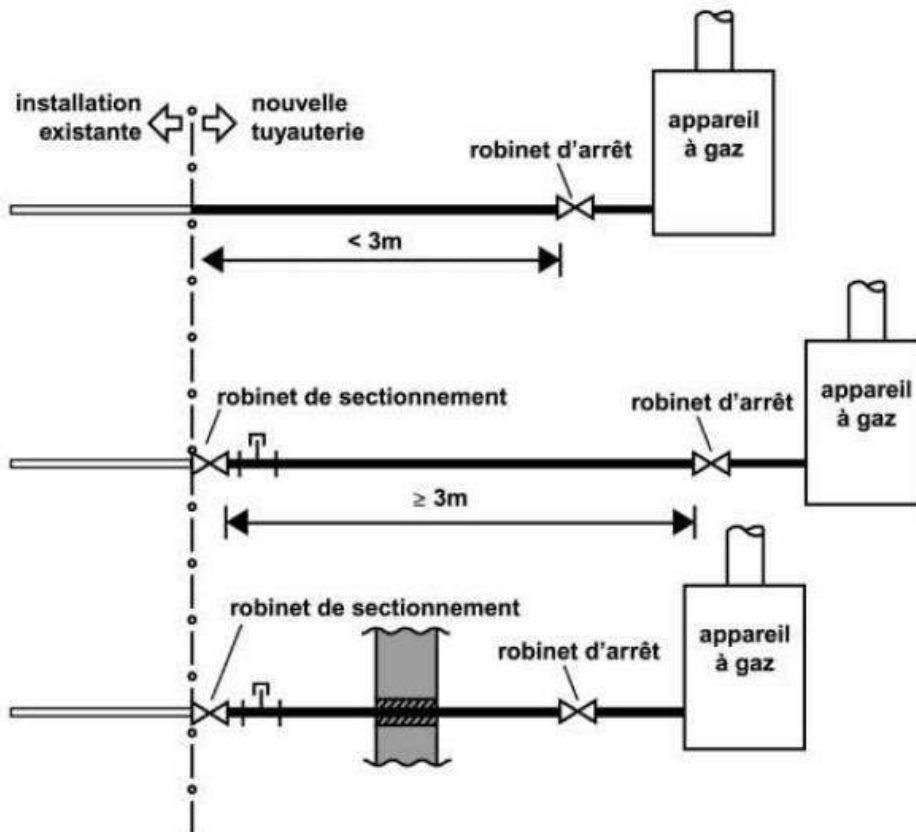 installation
existante
nouvelle
tuyauterie
robinet d'arrêt
appareil
à gaz
< 3m
robinet de sectionnement
robinet d'arrêt
appareil
à gaz
≥ 3m
robinet de sectionnement
robinet d'arrêt
appareil
à gaz